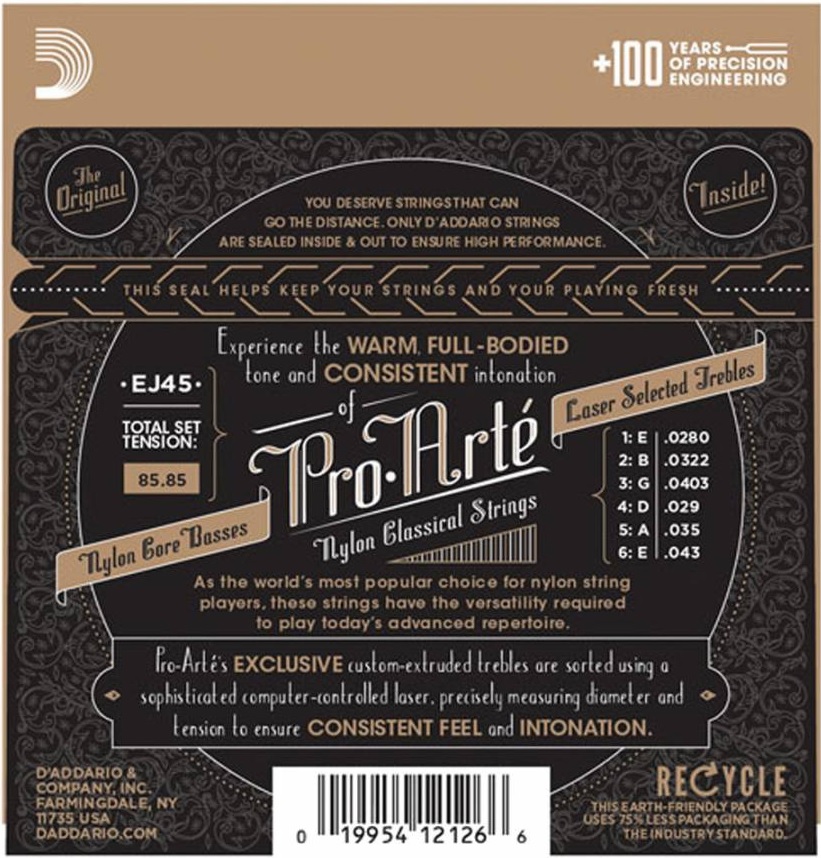 +100 YEARS
OF PRECISION
ENGINEERING
The
Original
Inside!
YOU DESERVE STRINGS THAT CAN
GO THE DISTANCE. ONLY D'ADDARIO STRINGS
ARE SEALED INSIDE & OUT TO ENSURE HIGH PERFORMANCE.
THIS SEAL HELPS KEEP YOUR STRINGS AND YOUR PLAYING FRESH
Experience the WARM, FULL-BODIED
tone and CONSISTENT intonation
of
Pro·Arté
Nylon Classical Strings
·EJ45·
TOTAL SET
TENSION:
85.85
Nylon Core Basses
Laser Selected Trebles
1: E .0280
2: B .0322
3: G .0403
4: D .029
5: A .035
6: E .043
As the world's most popular choice for nylon string
players, these strings have the versatility required
to play today's advanced repertoire.
Pro-Arté's EXCLUSIVE custom-extruded trebles are sorted using a
sophisticated computer-controlled laser, precisely measuring diameter and
tension to ensure CONSISTENT FEEL and INTONATION.
D'ADDARIO &
COMPANY, INC.
FARMINGDALE, NY
11735 USA
DADDARIO.COM
0 19954 12126 6
RECYCLE
THIS EARTH-FRIENDLY PACKAGE
USES 75% LESS PACKAGING THAN
THE INDUSTRY STANDARD.